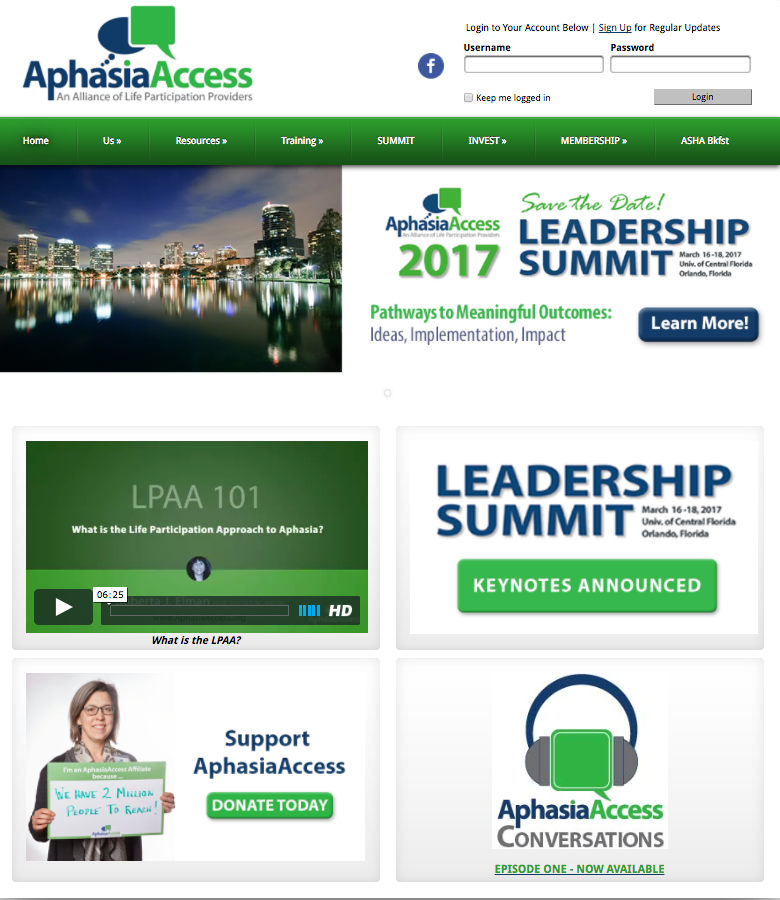 AphasiaAccess
An Alliance of Life Participation Providers
Login to Your Account Below | Sign Up for Regular Updates
Username
Password
Keep me logged in
Login
Home
Us »
Resources »
Training »
SUMMIT
INVEST »
MEMBERSHIP »
ASHA Bkfst
AphasiaAccess
An Alliance of Life Participation Providers
2017
Save the Date!
LEADERSHIP
SUMMIT
March 16-18, 2017
Univ. of Central Florida
Orlando, Florida
Pathways to Meaningful Outcomes:
Ideas, Implementation, Impact
Learn More!
LPAA 101
What is the Life Participation Approach to Aphasia?
06:25
HD
What is the LPAA?
LEADERSHIP
SUMMIT
March 16-18, 2017
Univ. of Central Florida
Orlando, Florida
KEYNOTES ANNOUNCED
I'm an AphasiaAccess Affiliate
because ...
WE HAVE 2 MILLION
PEOPLE TO REACH!
Support
AphasiaAccess
DONATE TODAY
AphasiaAccess
CONVERSATIONS
EPISODE ONE - NOW AVAILABLE